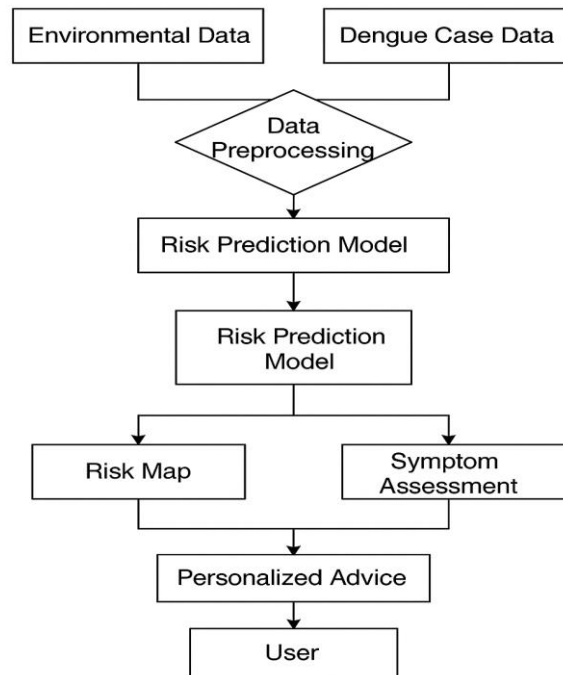 Environmental Data
Dengue Case Data
Data
Preprocessing
Risk Prediction Model
Risk Prediction
Model
Risk Map
Symptom
Assessment
Personalized Advice
User